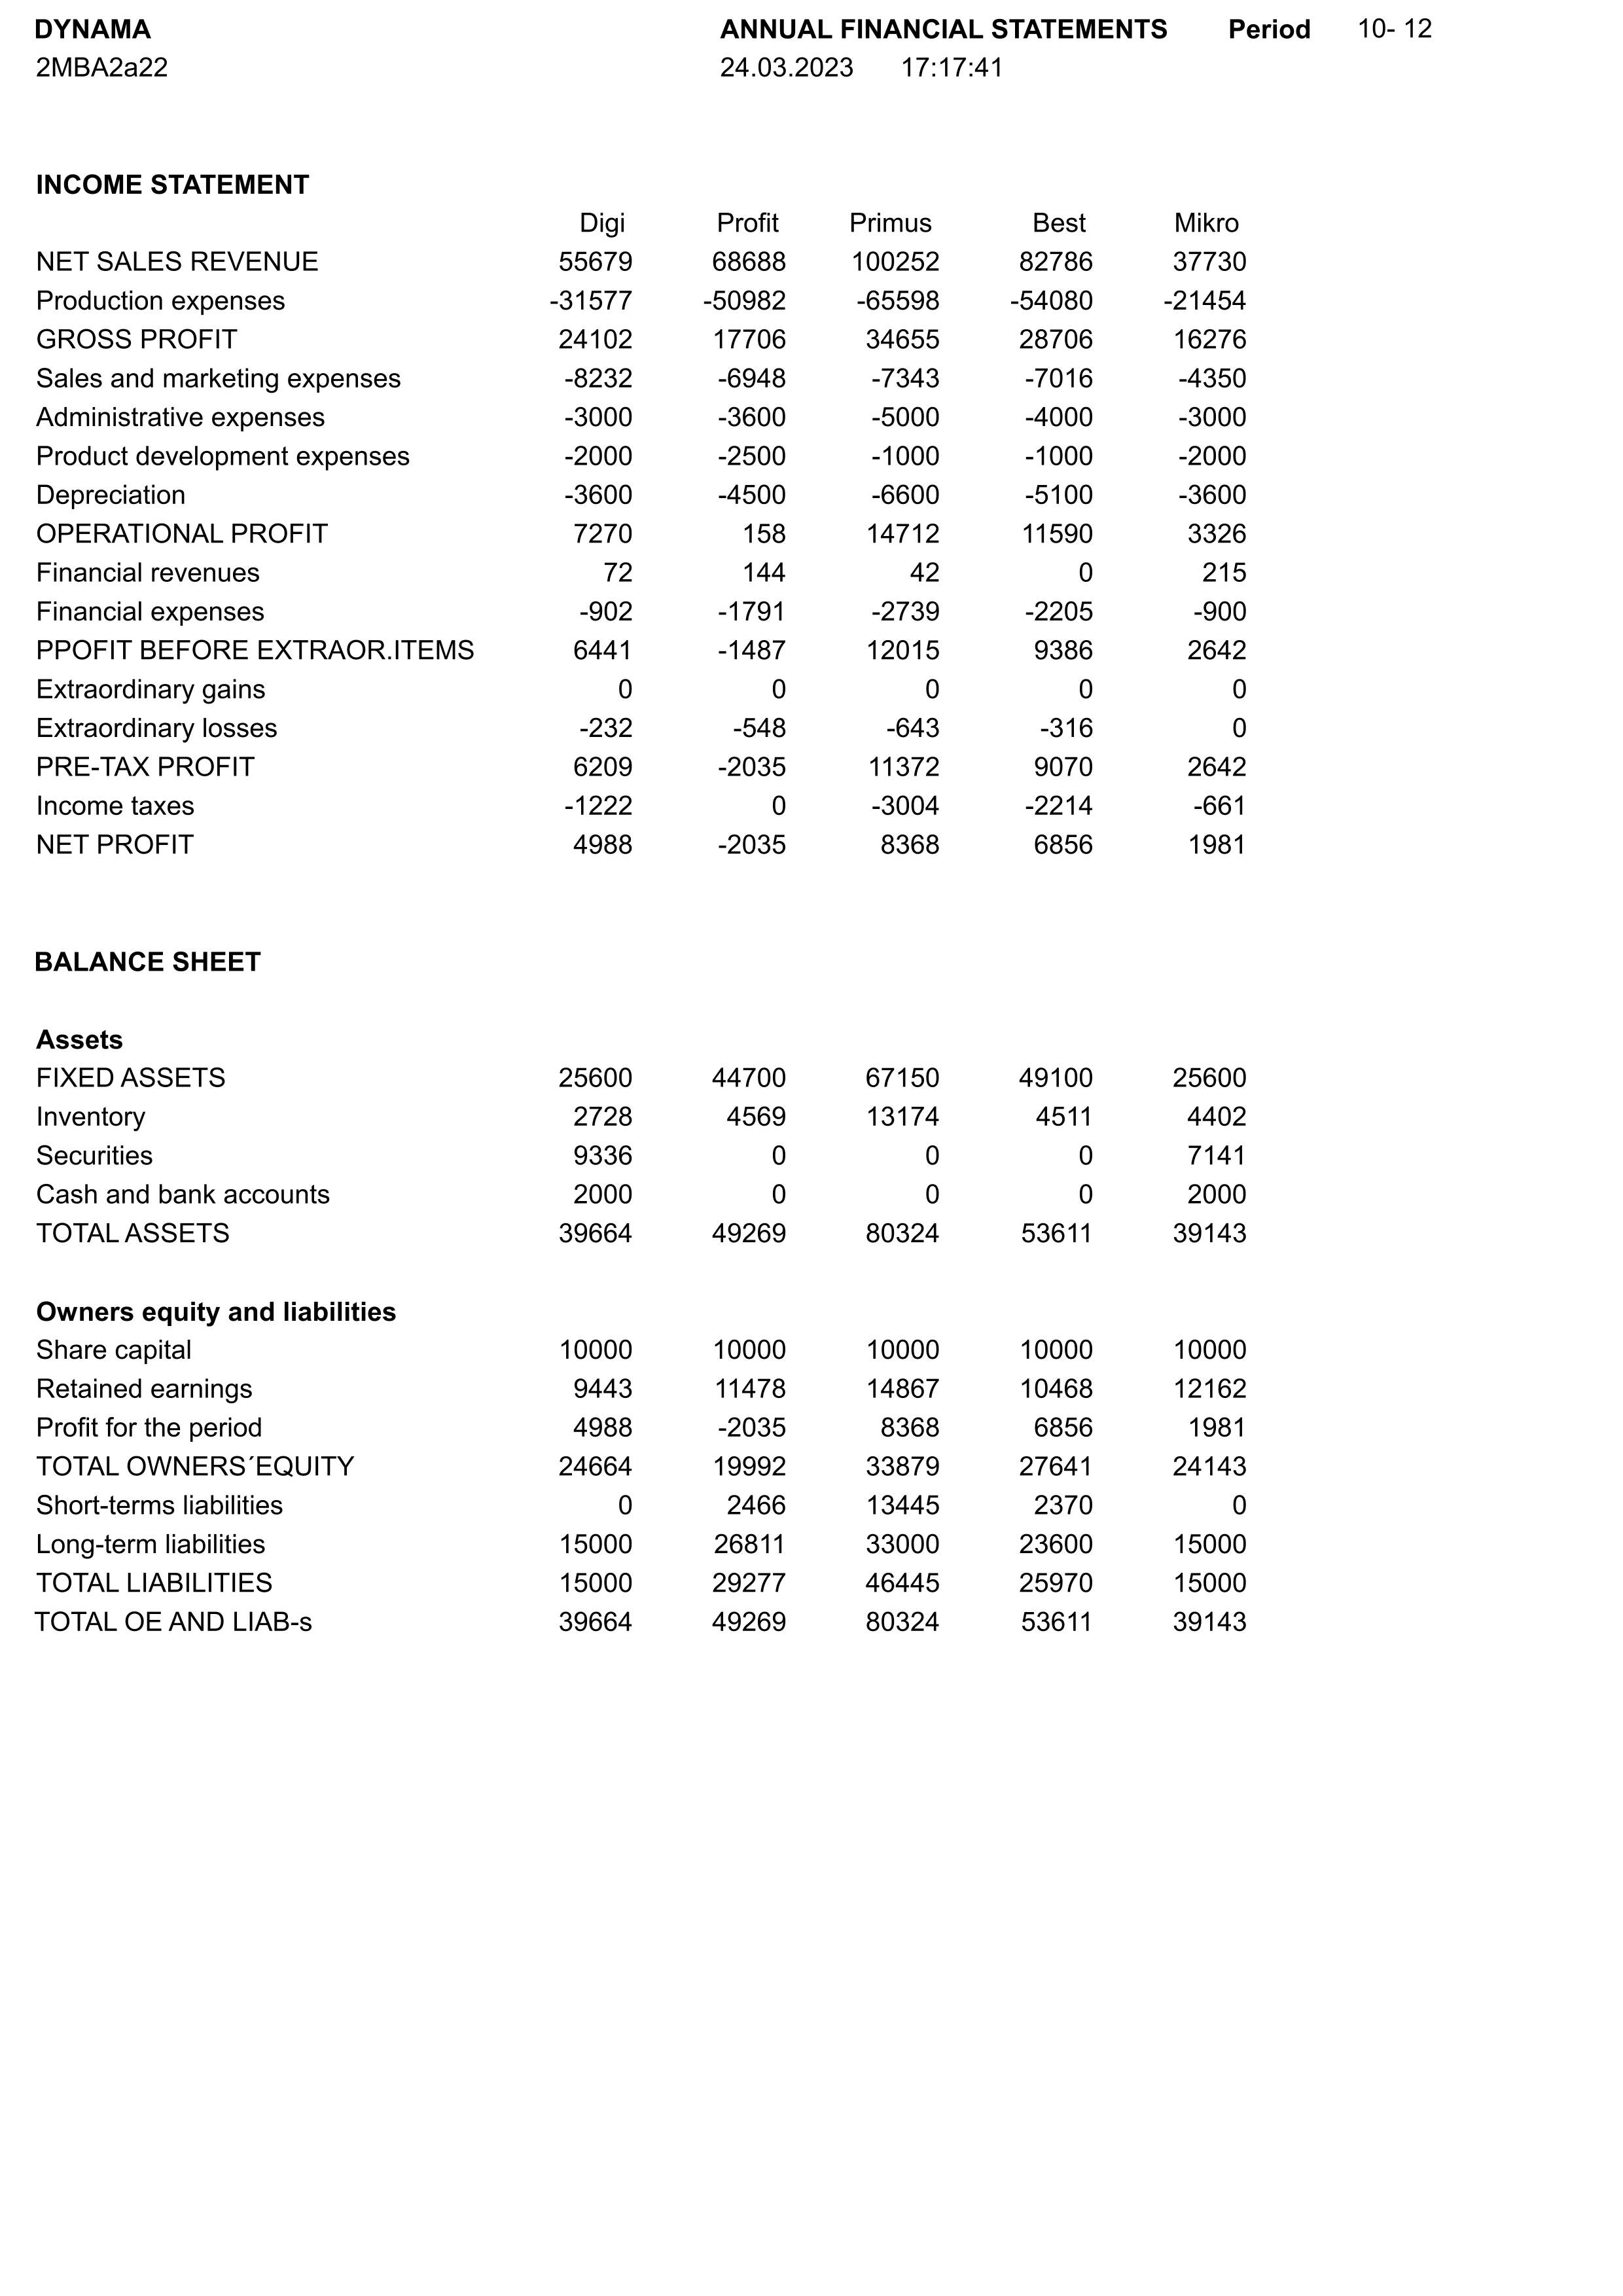 DYNAMA ANNUAL FINANCIAL STATEMENTS Period 10- 12
2MBA2a22 24.03.2023 17:17:41
INCOME STATEMENT
Digi Profit Primus Best Mikro
NET SALES REVENUE 55679 68688 100252 82786 37730
Production expenses -31577 -50982 -65598 -54080 -21454
GROSS PROFIT 24102 17706 34655 28706 16276
Sales and marketing expenses -8232 -6948 -7343 -7016 -4350
Administrative expenses -3000 -3600 -5000 -4000 -3000
Product development expenses -2000 -2500 -1000 -1000 -2000
Depreciation -3600 -4500 -6600 -5100 -3600
OPERATIONAL PROFIT 7270 158 14712 11590 3326
Financial revenues 72 144 42 0 215
Financial expenses -902 -1791 -2739 -2205 -900
PPOFIT BEFORE EXTRAOR.ITEMS 6441 -1487 12015 9386 2642
Extraordinary gains 0 0 0 0 0
Extraordinary losses -232 -548 -643 -316 0
PRE-TAX PROFIT 6209 -2035 11372 9070 2642
Income taxes -1222 0 -3004 -2214 -661
NET PROFIT 4988 -2035 8368 6856 1981
BALANCE SHEET
Assets
FIXED ASSETS 25600 44700 67150 49100 25600
Inventory 2728 4569 13174 4511 4402
Securities 9336 0 0 0 7141
Cash and bank accounts 2000 0 0 0 2000
TOTAL ASSETS 39664 49269 80324 53611 39143
Owners equity and liabilities
Share capital 10000 10000 10000 10000 10000
Retained earnings 9443 11478 14867 10468 12162
Profit for the period 4988 -2035 8368 6856 1981
TOTAL OWNERS´EQUITY 24664 19992 33879 27641 24143
Short-terms liabilities 0 2466 13445 2370 0
Long-term liabilities 15000 26811 33000 23600 15000
TOTAL LIABILITIES 15000 29277 46445 25970 15000
TOTAL OE AND LIAB-s 39664 49269 80324 53611 39143